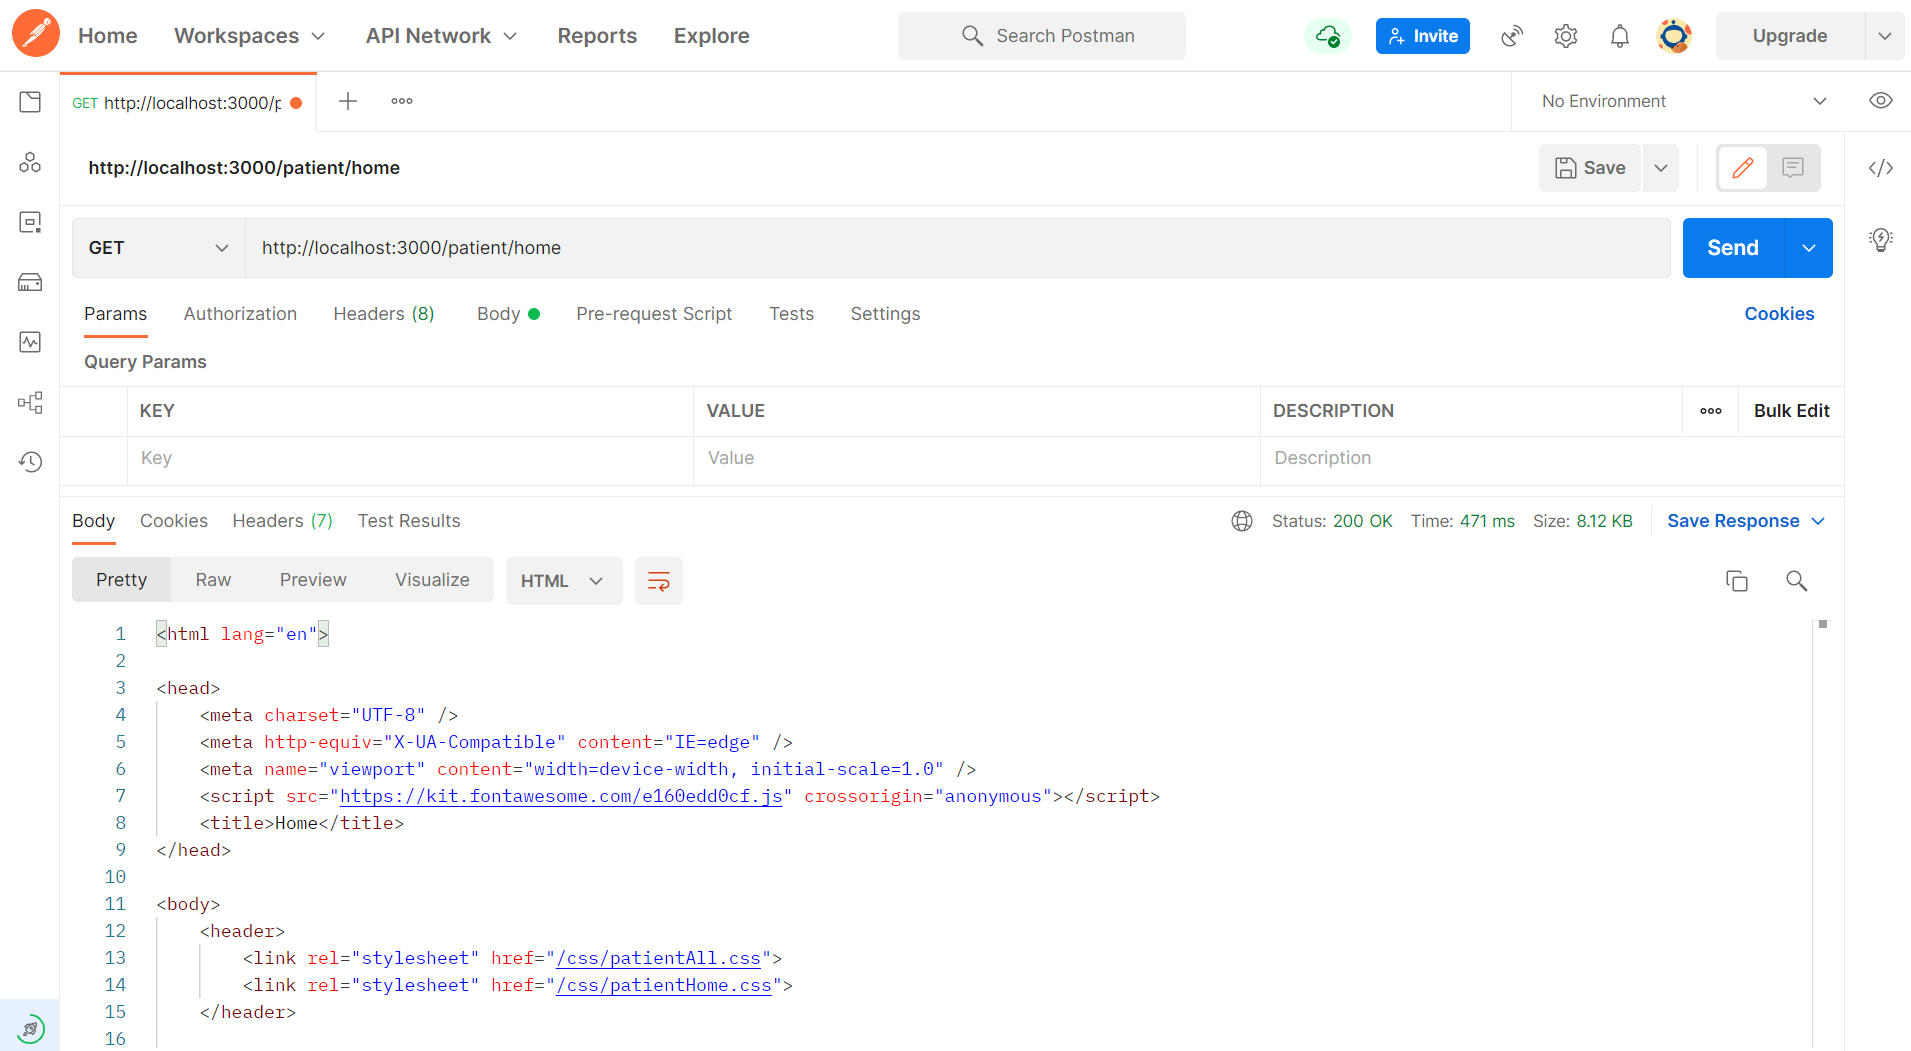 Home Workspaces API Network Reports Explore Search Postman Invite Upgrade
GET http://localhost:3000/p No Environment
http://localhost:3000/patient/home Save
GET http://localhost:3000/patient/home Send
Params Authorization Headers (8) Body Pre-request Script Tests Settings Cookies
Query Params
KEY VALUE DESCRIPTION Bulk Edit
Key Value Description
Body Cookies Headers (7) Test Results Status: 200 OK Time: 471 ms Size: 8.12 KB Save Response
Pretty Raw Preview Visualize HTML
1 <html lang="en">
2
3 <head>
4 <meta charset="UTF-8" />
5 <meta http-equiv="X-UA-Compatible" content="IE=edge" />
6 <meta name="viewport" content="width=device-width, initial-scale=1.0" />
7 <script src="https://kit.fontawesome.com/e160edd0cf.js" crossorigin="anonymous"></script>
8 <title>Home</title>
9 </head>
10
11 <body>
12 <header>
13 <link rel="stylesheet" href="/css/patientAll.css">
14 <link rel="stylesheet" href="/css/patientHome.css">
15 </header>
16